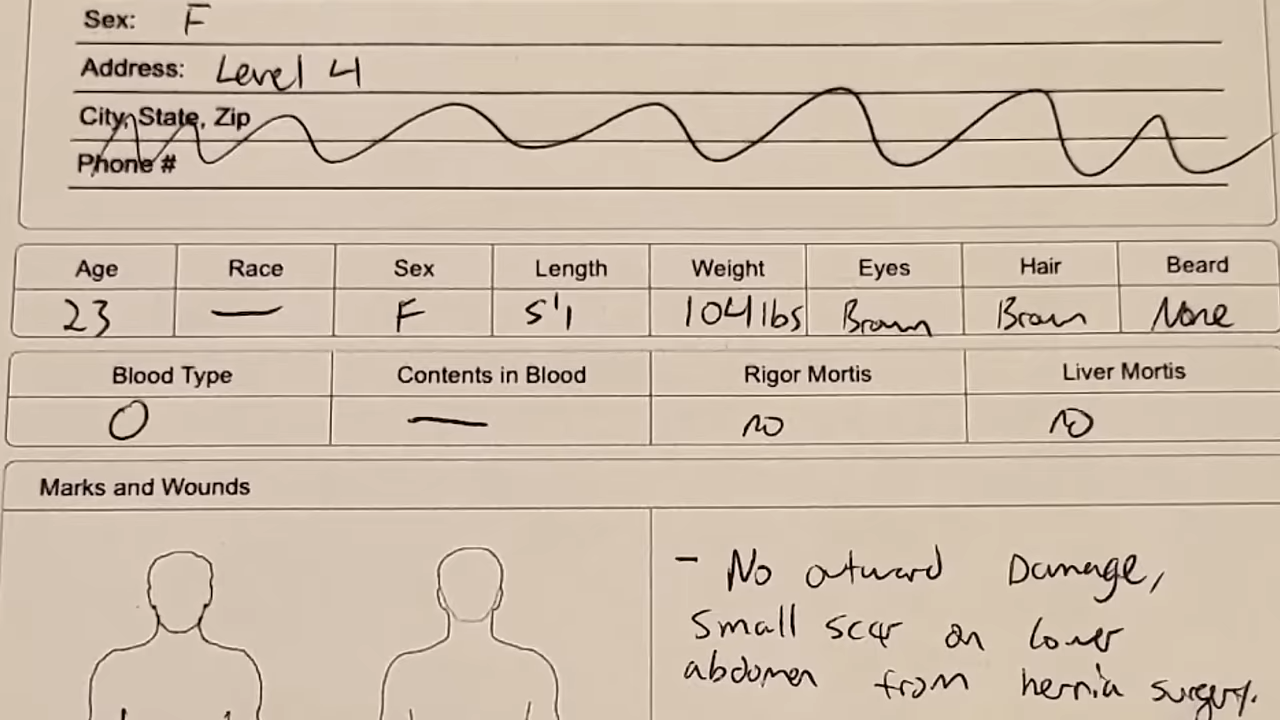 Sex: F
Address: Level 4
City, State, Zip
Phone #
Age Race Sex Length Weight Eyes Hair Beard
23 — F 5'1 104lbs Brown Brown None
Blood Type Contents in Blood Rigor Mortis Liver Mortis
O — no no
Marks and Wounds
- No outward Damage,
small scar on lower
abdomen from hernia surgery.